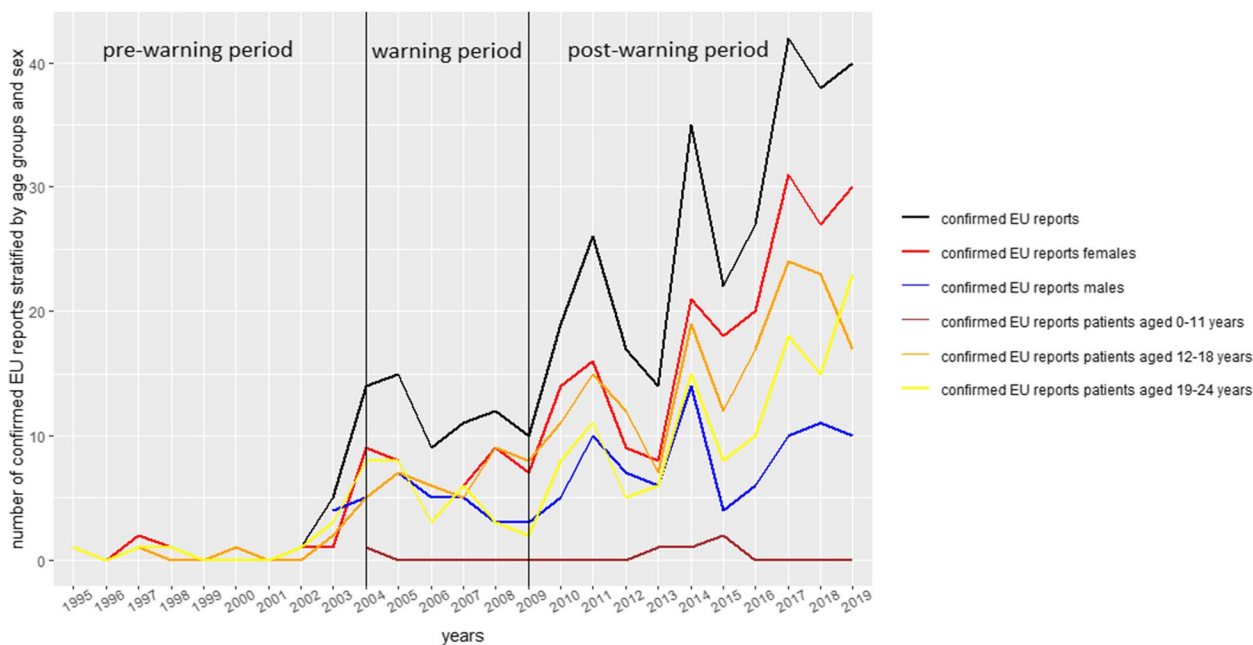 pre-warning period
warning period
post-warning period
number of confirmed EU reports stratified by age groups and sex
40
30
20
10
0
1995 1996 1997 1998 1999 2000 2001 2002 2003 2004 2005 2006 2007 2008 2009 2010 2011 2012 2013 2014 2015 2016 2017 2018 2019
years
confirmed EU reports
confirmed EU reports females
confirmed EU reports males
confirmed EU reports patients aged 0-11 years
confirmed EU reports patients aged 12-18 years
confirmed EU reports patients aged 19-24 years